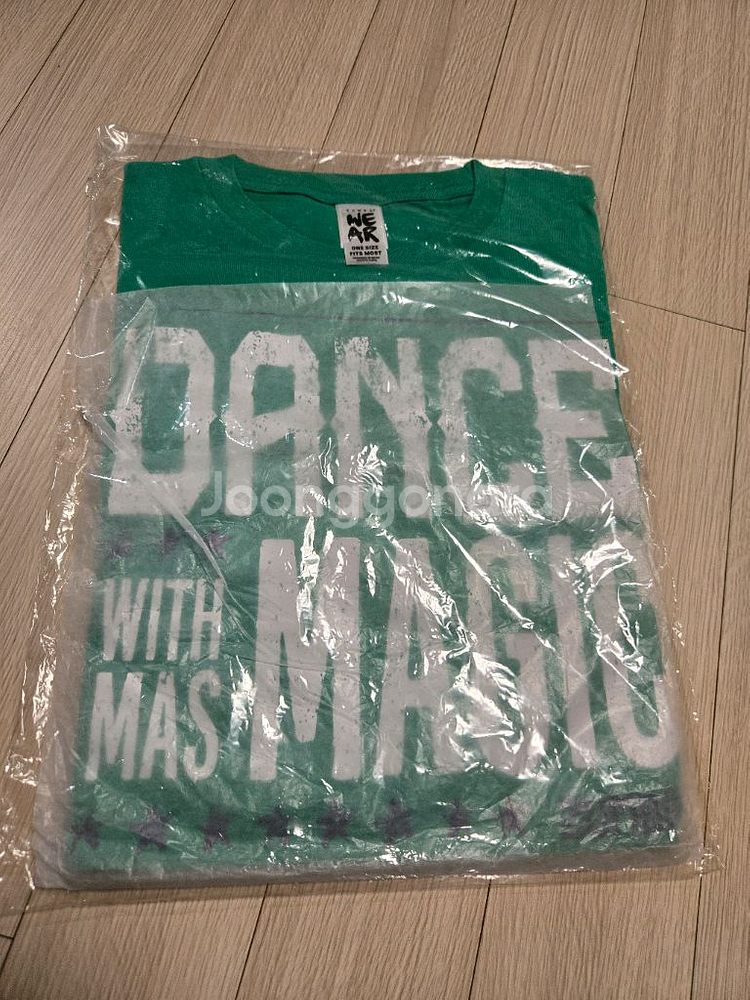 WE
AR
ONE SIZE
FITS MOST
DANCE
Joonggonara
WITH
MAS
MAGIC